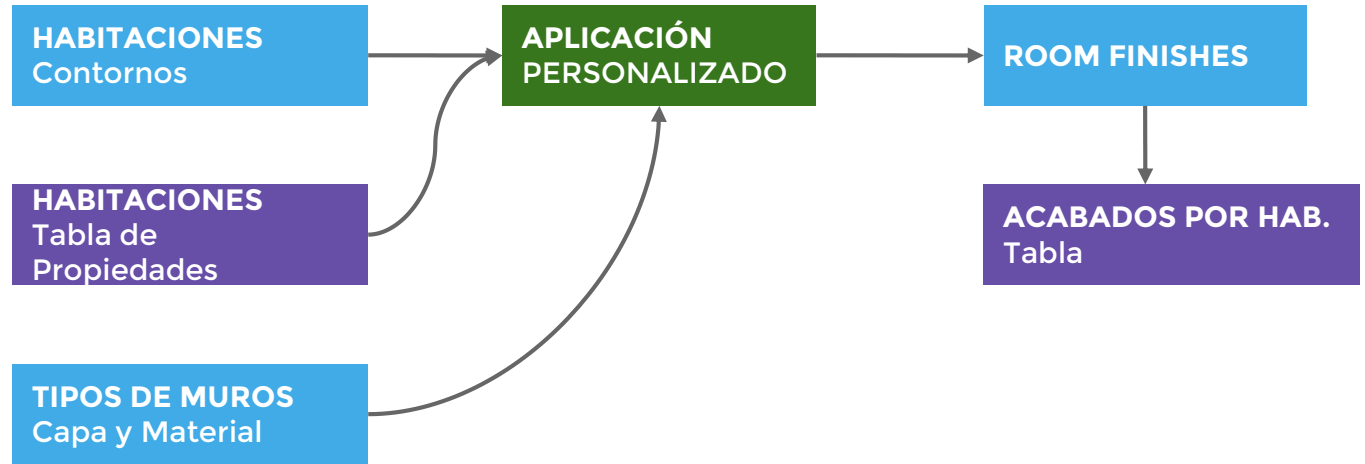 HABITACIONES
Contornos
APLICACIÓN
PERSONALIZADO
ROOM FINISHES
HABITACIONES
Tabla de
Propiedades
ACABADOS POR HAB.
Tabla
TIPOS DE MUROS
Capa y Material